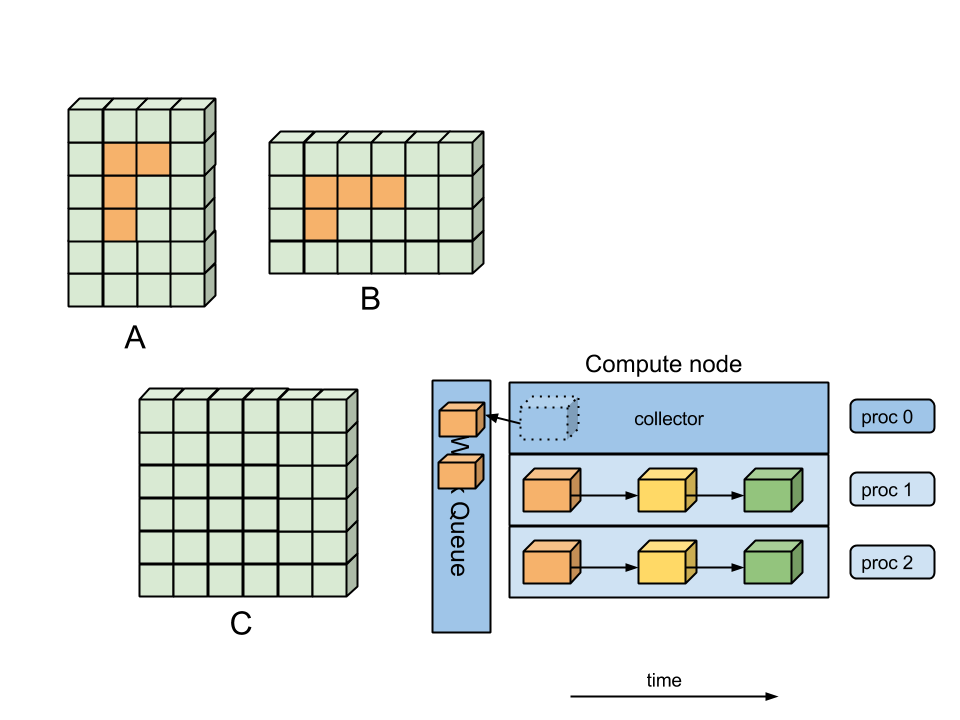 A
B
C
Compute node
collector
proc 0
proc 1
proc 2
Queue
time